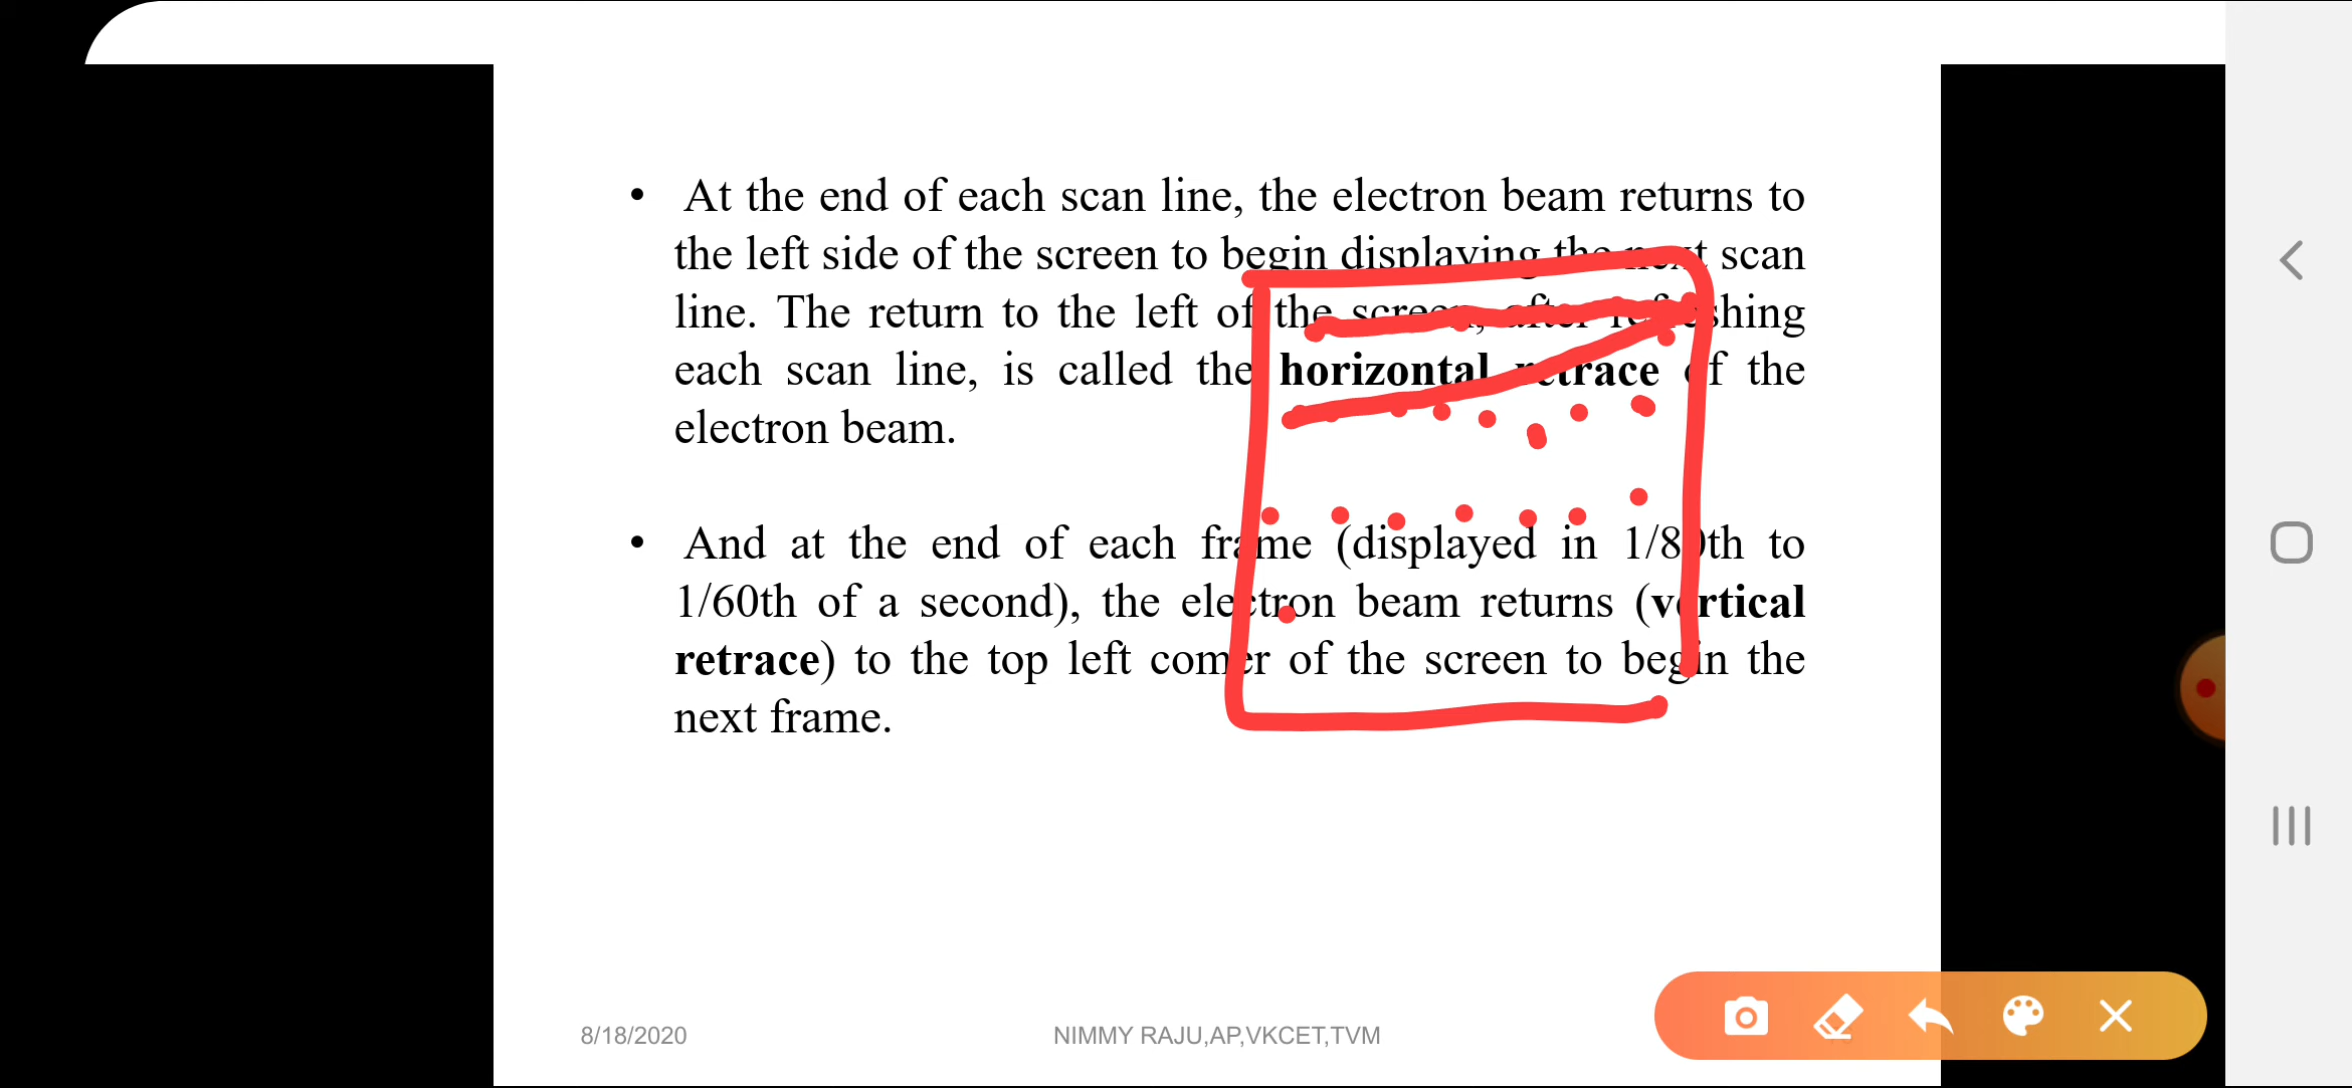 • At the end of each scan line, the electron beam returns to
the left side of the screen to begin displaying the next scan
line. The return to the left of the screen, after refreshing
each scan line, is called the horizontal retrace of the
electron beam.
• And at the end of each frame (displayed in 1/80th to
1/60th of a second), the electron beam returns (vertical
retrace) to the top left comer of the screen to begin the
next frame.
8/18/2020 NIMMY RAJU,AP,VKCET,TVM